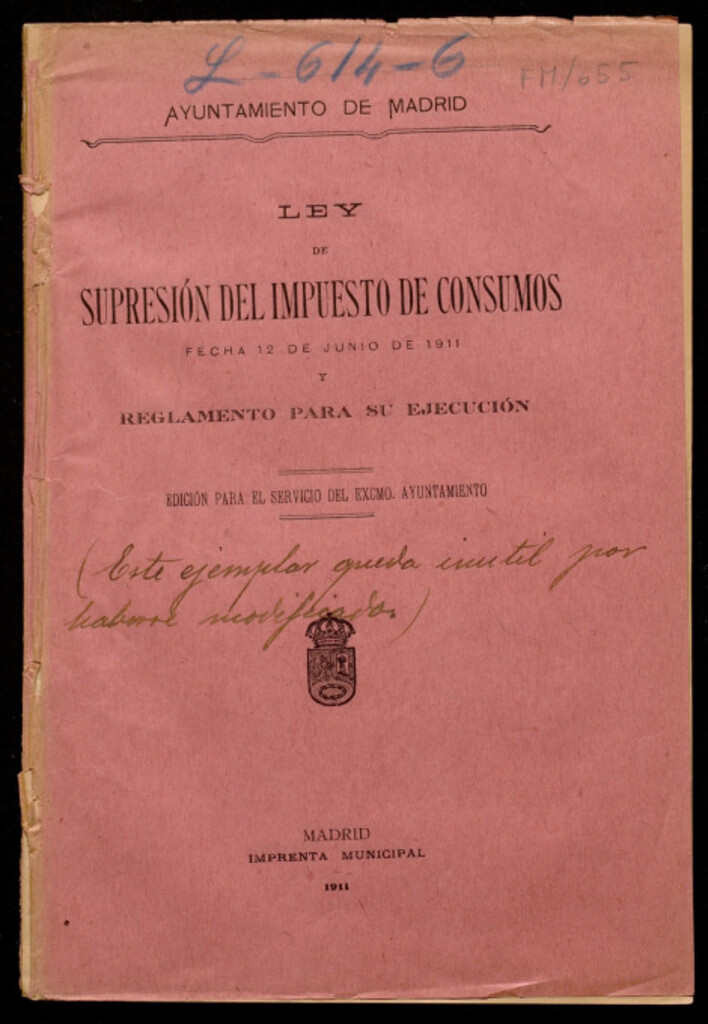 L-614-6
FM/655
AYUNTAMIENTO DE MADRID
LEY
DE
SUPRESIÓN DEL IMPUESTO DE CONSUMOS
FECHA 12 DE JUNIO DE 1911
Y
REGLAMENTO PARA SU EJECUCIÓN
EDICIÓN PARA EL SERVICIO DEL EXCMO. AYUNTAMIENTO
(Este ejemplar queda inutil por
haberse modificado.)
MADRID
IMPRENTA MUNICIPAL
1911